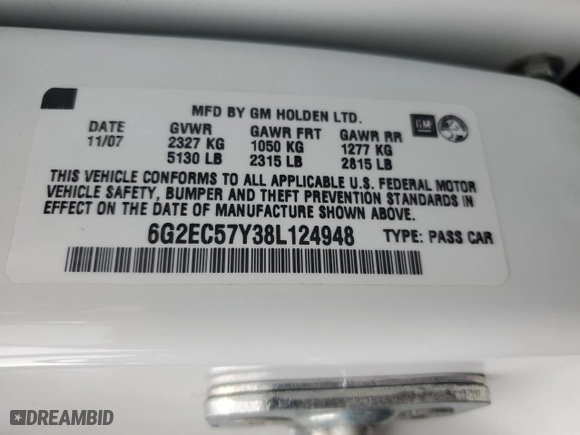 MFD BY GM HOLDEN LTD. GM
DATE GVWR GAWR FRT GAWR RR
11/07 2327 KG 1050 KG 1277 KG
5130 LB 2315 LB 2815 LB
THIS VEHICLE CONFORMS TO ALL APPLICABLE U.S. FEDERAL MOTOR
VEHICLE SAFETY, BUMPER AND THEFT PREVENTION STANDARDS IN
EFFECT ON THE DATE OF MANUFACTURE SHOWN ABOVE.
6G2EC57Y38L124948 TYPE: PASS CAR
DREAMBID